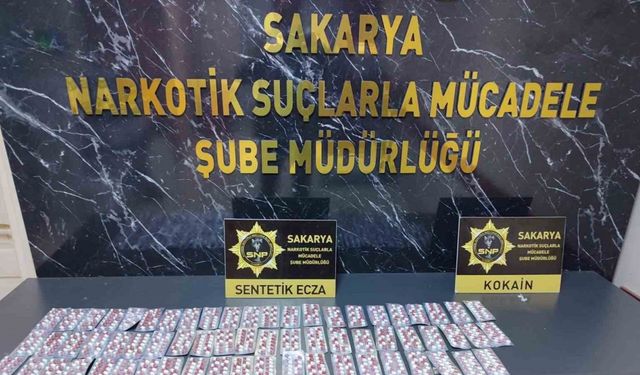 SAKARYA
NARKOTİK SUÇLARLA MÜCADELE
ŞUBE MÜDÜRLÜĞÜ
SAKARYA
NARKOTİK SUÇLARLA
MÜCADELE
ŞUBE MÜDÜRLÜĞÜ
SNP
SENTETİK ECZA
SAKARYA
NARKOTİK SUÇLARLA
MÜCADELE
ŞUBE MÜDÜRLÜĞÜ
SNP
KOKAİN